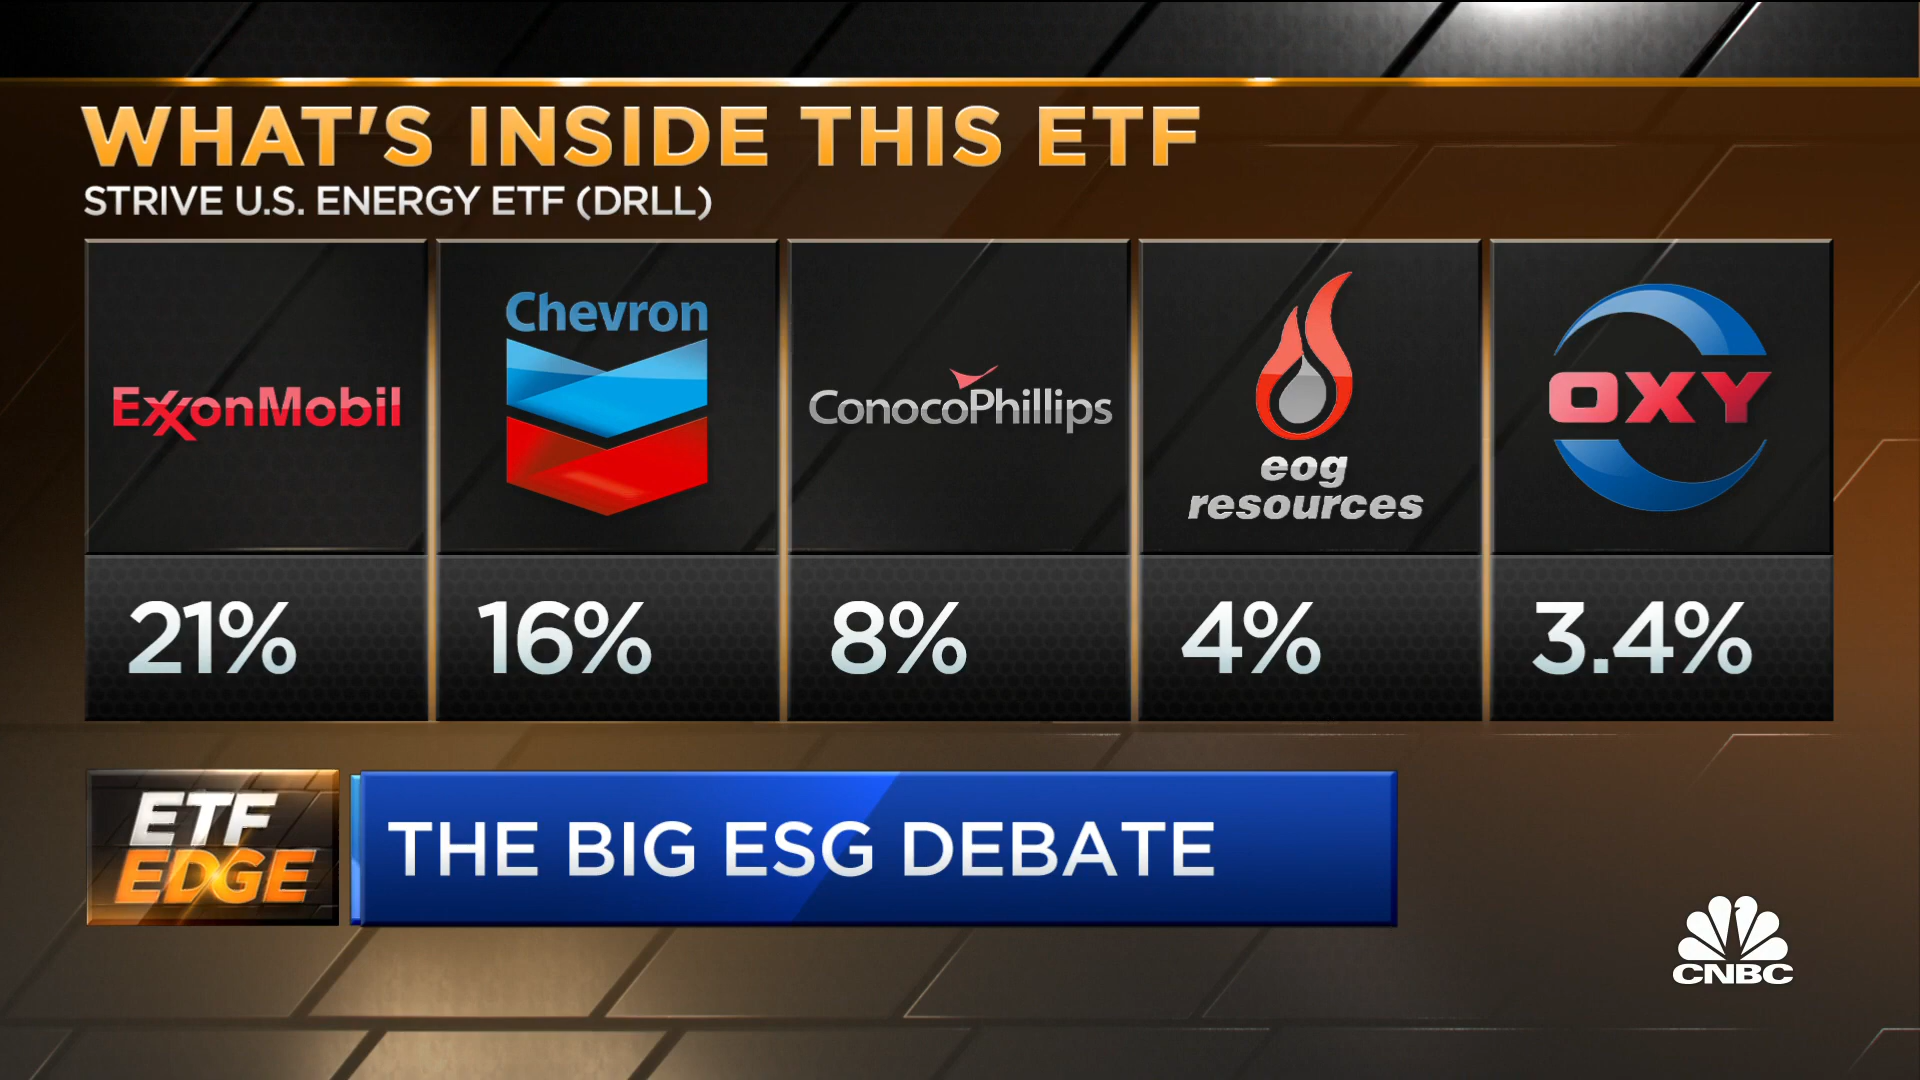 WHAT'S INSIDE THIS ETF
STRIVE U.S. ENERGY ETF (DRLL)
ExxonMobil
Chevron
ConocoPhillips
eog
resources
OXY
21%
16%
8%
4%
3.4%
ETF
EDGE
THE BIG ESG DEBATE
CNBC